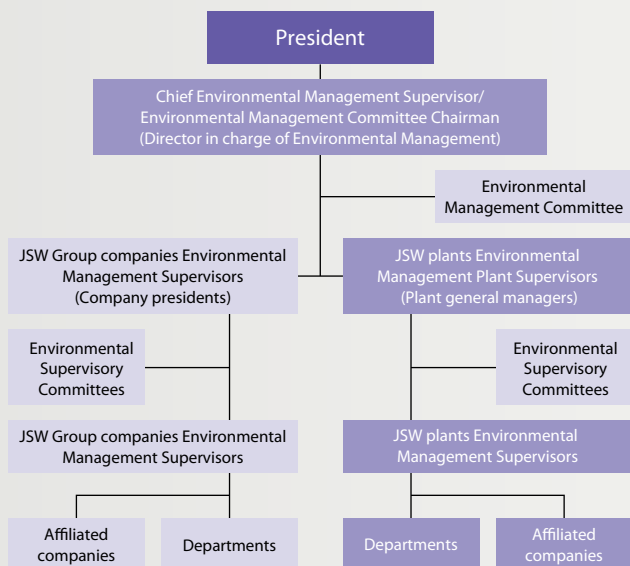 President
Chief Environmental Management Supervisor/
Environmental Management Committee Chairman
(Director in charge of Environmental Management)
Environmental
Management Committee
JSW Group companies Environmental
Management Supervisors
(Company presidents)
JSW plants Environmental
Management Plant Supervisors
(Plant general managers)
Environmental
Supervisory
Committees
Environmental
Supervisory
Committees
JSW Group companies Environmental
Management Supervisors
JSW plants Environmental
Management Supervisors
Affiliated
companies
Departments
Departments
Affiliated
companies